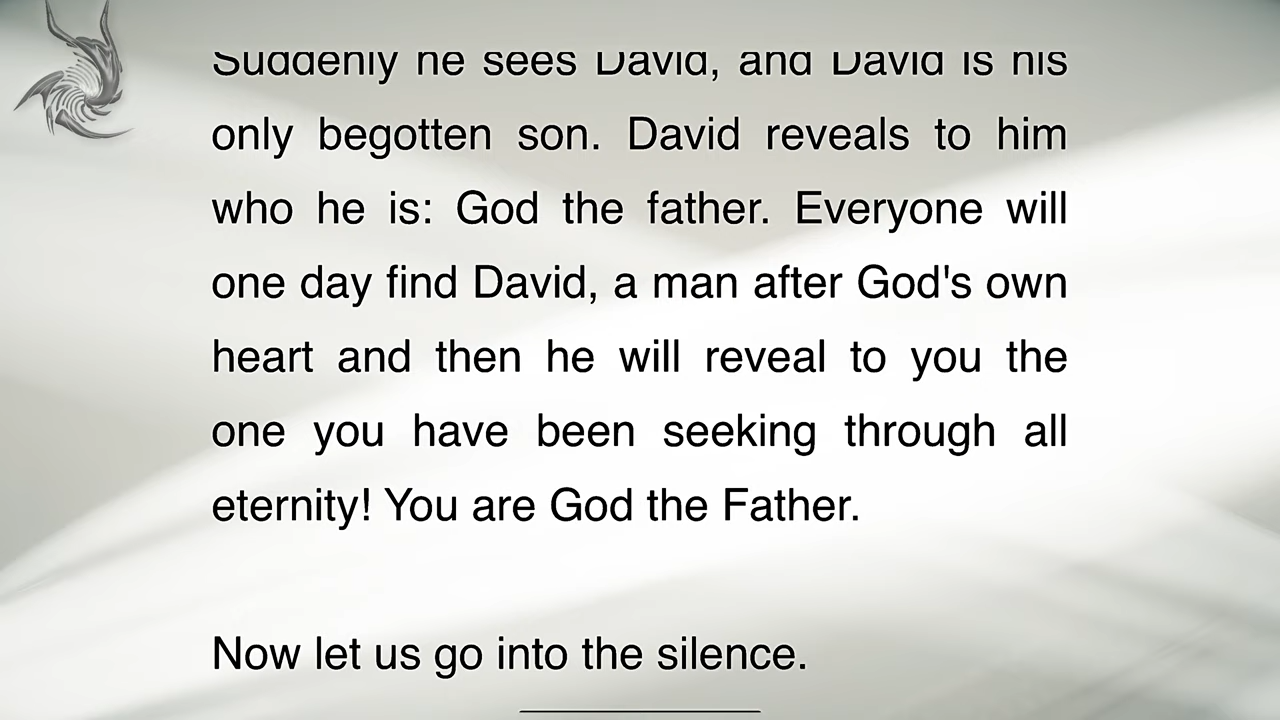 Suddenly he sees David, and David is his
only begotten son. David reveals to him
who he is: God the father. Everyone will
one day find David, a man after God's own
heart and then he will reveal to you the
one you have been seeking through all
eternity! You are God the Father.
Now let us go into the silence.